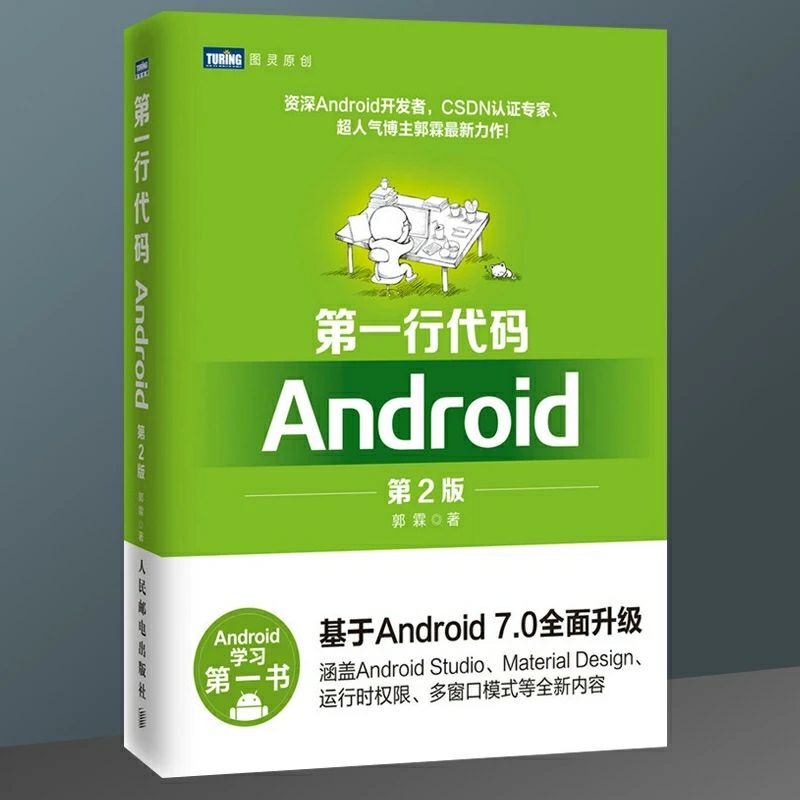 TURING 图灵原创
资深Android开发者，CSDN认证专家、
超人气博主郭霖最新力作！
第一行代码
Android
第2版
郭霖◎著
Android
学习
第一书
基于Android 7.0全面升级
涵盖Android Studio、Material Design、
运行时权限、多窗口模式等全新内容
第一行代码 Android 第2版 郭霖◎著 人民邮电出版社